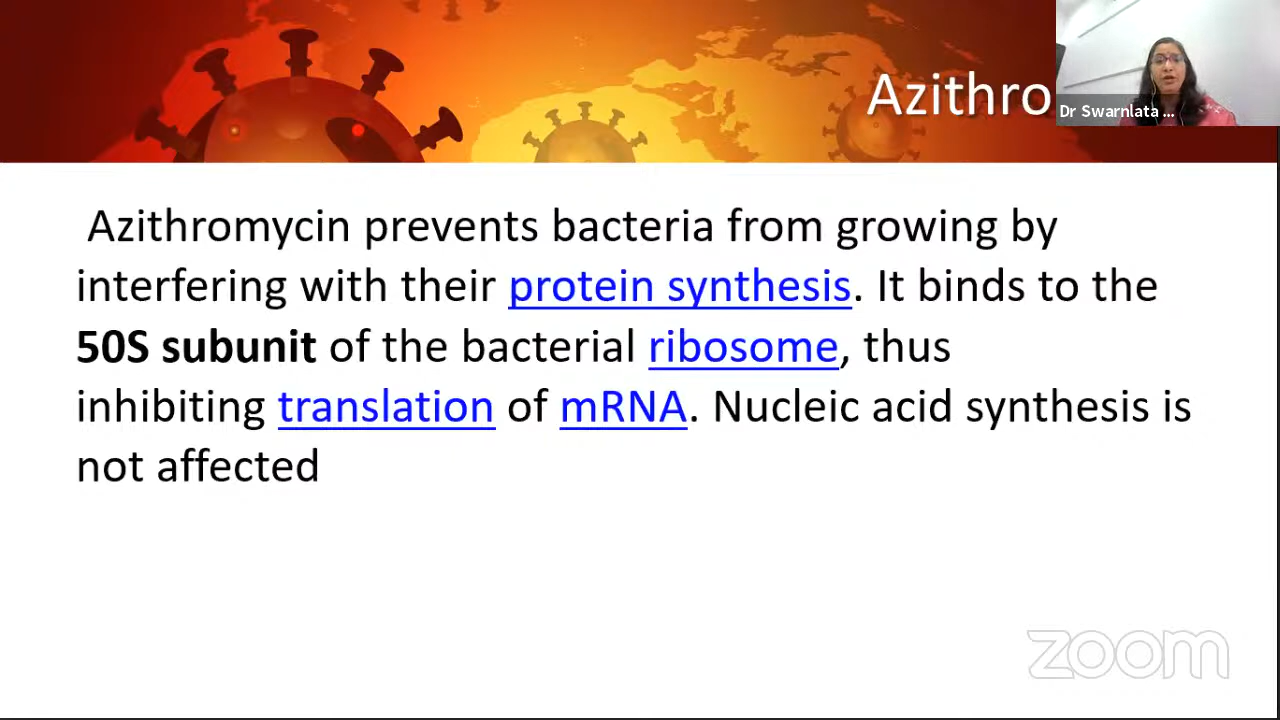 Azithro
Dr Swarnlata ...
Azithromycin prevents bacteria from growing by
interfering with their protein synthesis. It binds to the
50S subunit of the bacterial ribosome, thus
inhibiting translation of mRNA. Nucleic acid synthesis is
not affected
zoom